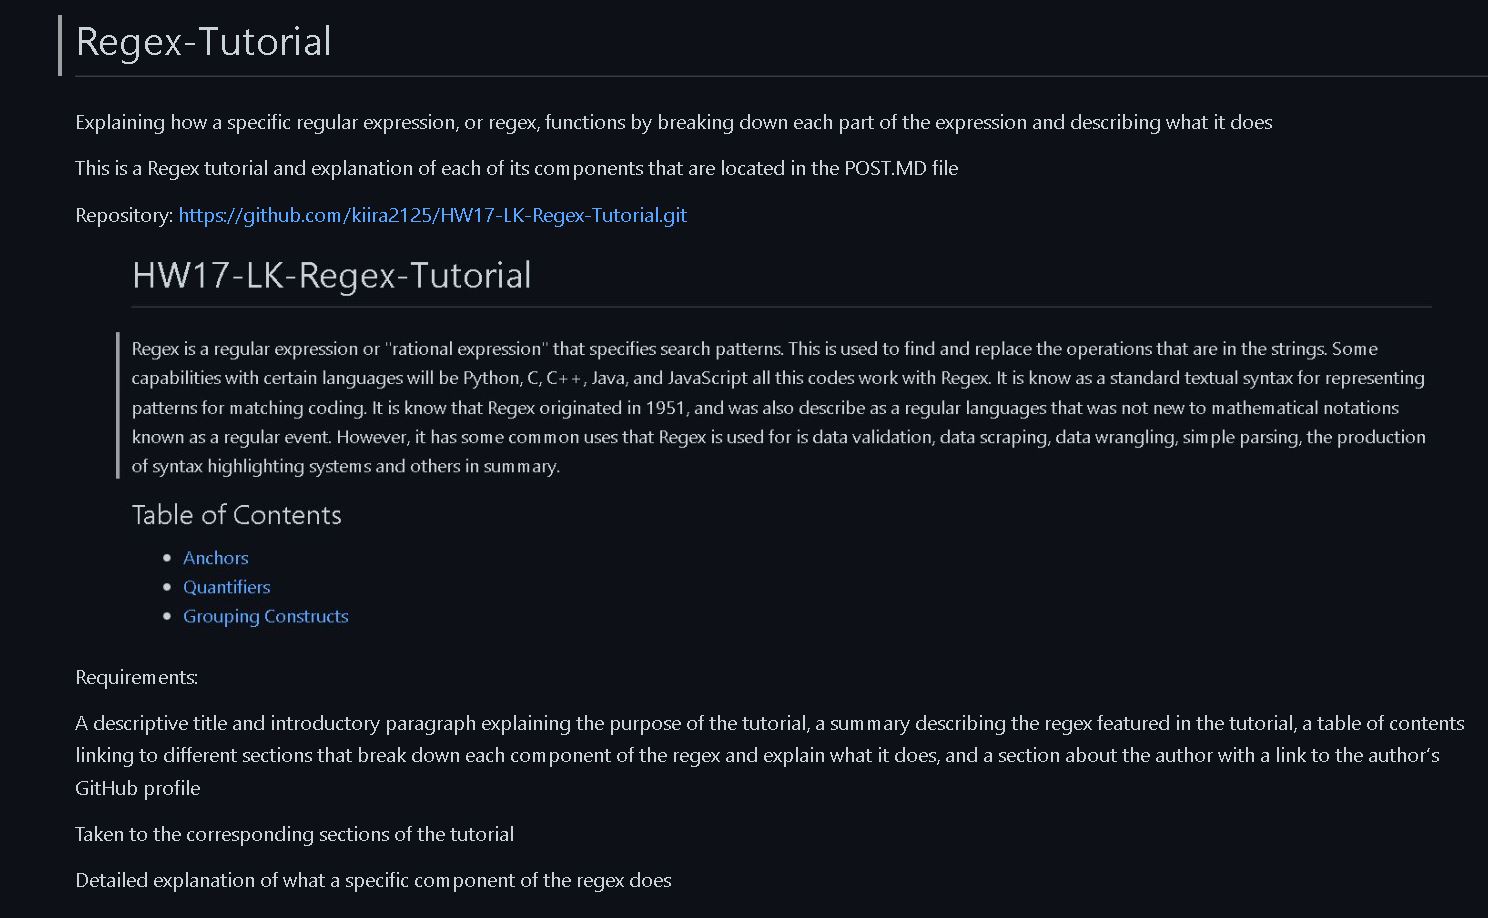 Regex-Tutorial
Explaining how a specific regular expression, or regex, functions by breaking down each part of the expression and describing what it does
This is a Regex tutorial and explanation of each of its components that are located in the POST.MD file
Repository: https://github.com/kiira2125/HW17-LK-Regex-Tutorial.git
HW17-LK-Regex-Tutorial
Regex is a regular expression or "rational expression" that specifies search patterns. This is used to find and replace the operations that are in the strings. Some
capabilities with certain languages will be Python, C, C++, Java, and JavaScript all this codes work with Regex. It is know as a standard textual syntax for representing
patterns for matching coding. It is know that Regex originated in 1951, and was also describe as a regular languages that was not new to mathematical notations
known as a regular event. However, it has some common uses that Regex is used for is data validation, data scraping, data wrangling, simple parsing, the production
of syntax highlighting systems and others in summary.
Table of Contents
• Anchors
• Quantifiers
• Grouping Constructs
Requirements:
A descriptive title and introductory paragraph explaining the purpose of the tutorial, a summary describing the regex featured in the tutorial, a table of contents
linking to different sections that break down each component of the regex and explain what it does, and a section about the author with a link to the author’s
GitHub profile
Taken to the corresponding sections of the tutorial
Detailed explanation of what a specific component of the regex does